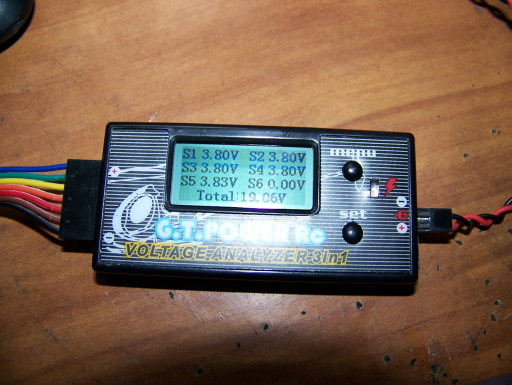 S1 3.80V S2 3.80V
S3 3.80V S4 3.80V
S5 3.83V S6 0.00V
Total:19.06V
menu
set
G.T.POWER Rc
VOLTAGE ANALYZER-3in1